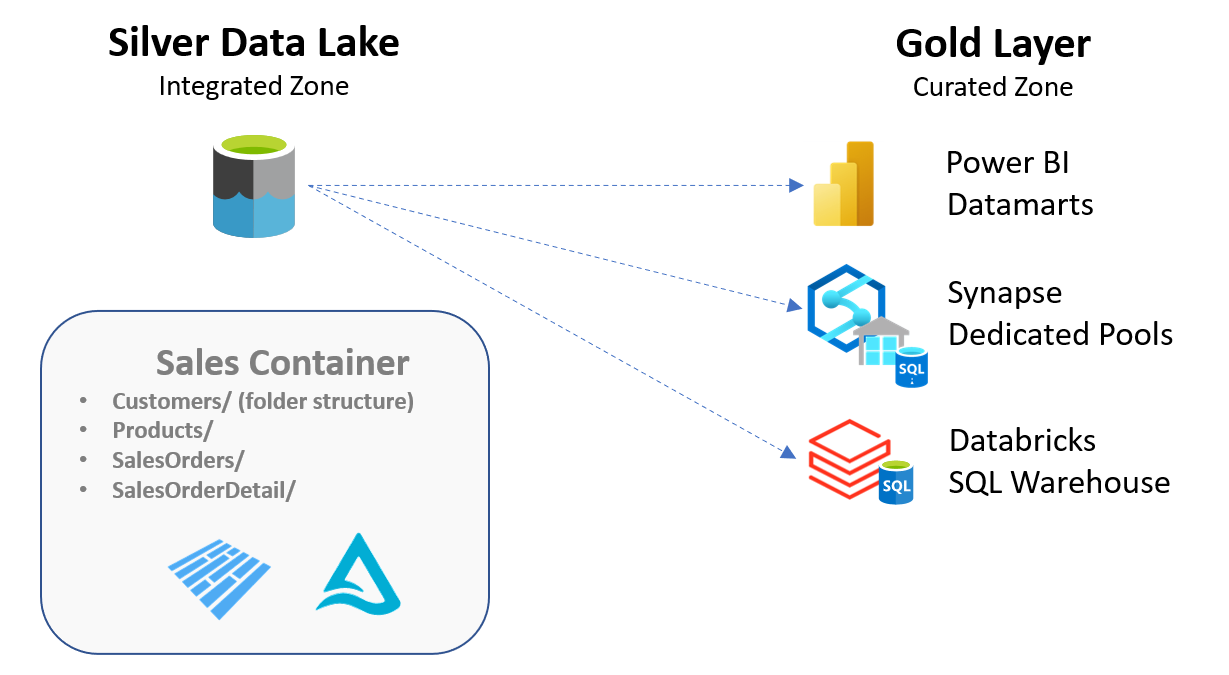 Silver Data Lake
Integrated Zone
Gold Layer
Curated Zone
Power BI
Datamarts
Synapse
Dedicated Pools
SQL
Databricks
SQL Warehouse
SQL
Sales Container
• Customers/ (folder structure)
• Products/
• SalesOrders/
• SalesOrderDetail/